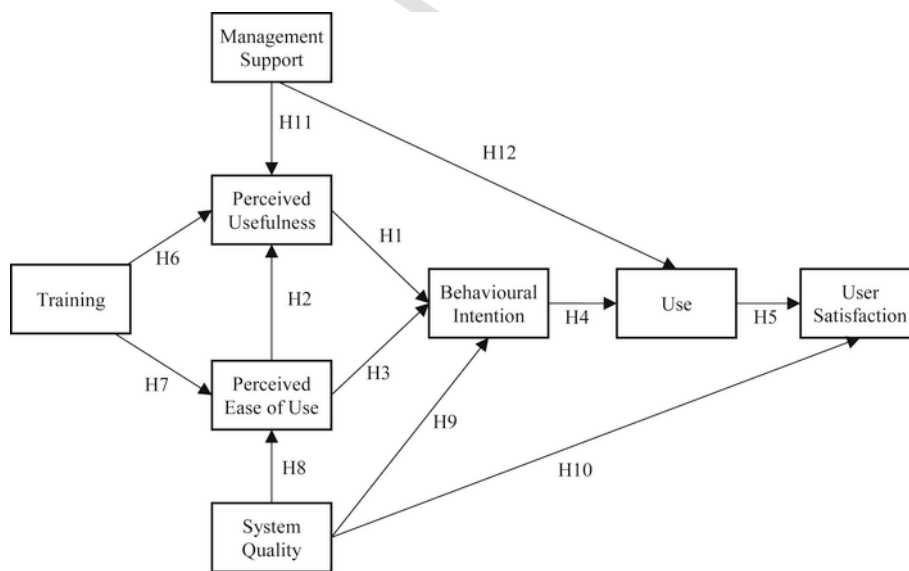 Management
Support
H11
H12
Perceived
Usefulness
H6
H1
Training
H2
Behavioural
Intention
H4
Use
H5
User
Satisfaction
H7
Perceived
Ease of Use
H3
H9
H8
H10
System
Quality